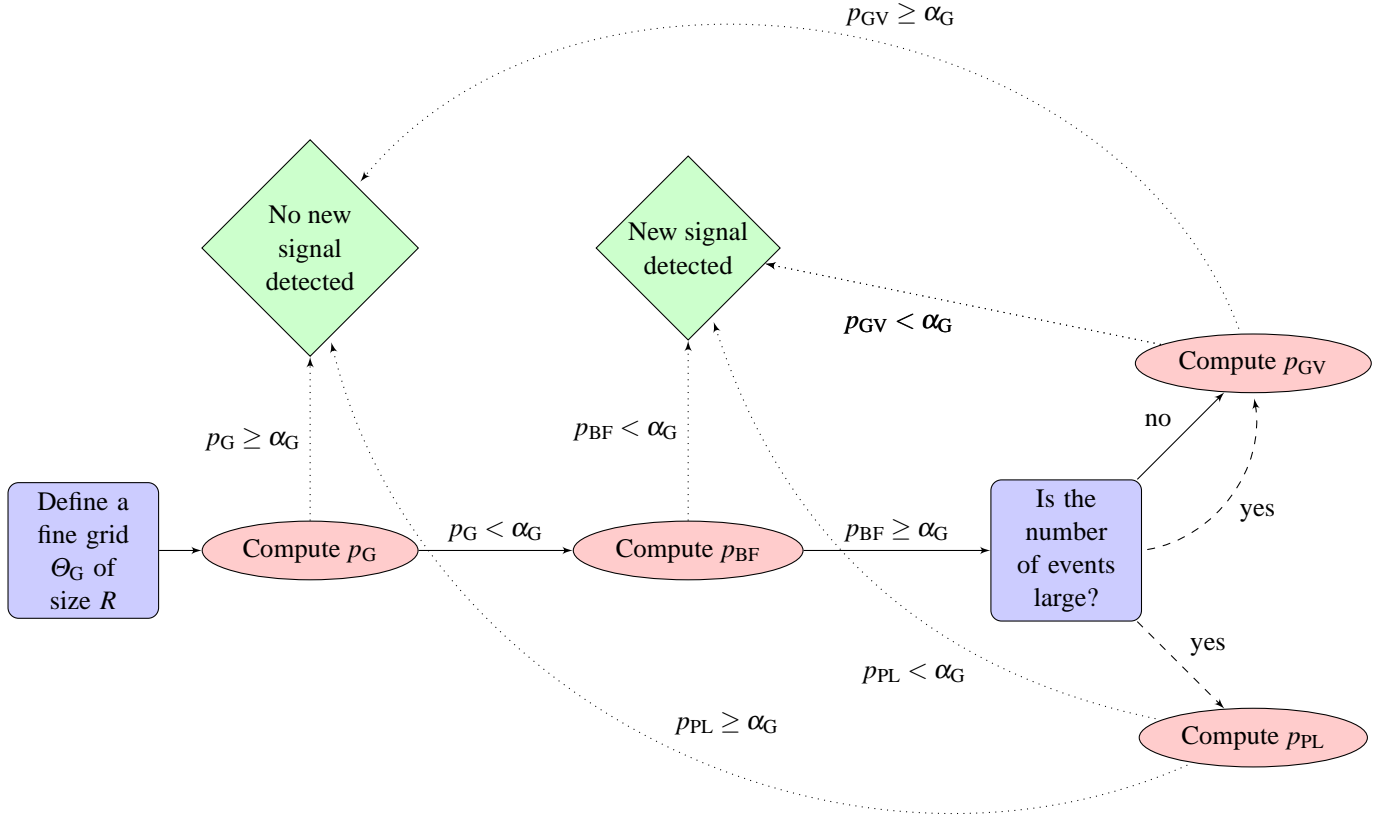 p_GV ≥ α_G
No new
signal
detected
New signal
detected
p_GV < α_G
Compute p_GV
no
p_G ≥ α_G
p_BF < α_G
yes
Define a
fine grid
Θ_G of
size R
Compute p_G
p_G < α_G
Compute p_BF
p_BF ≥ α_G
Is the
number
of events
large?
yes
p_PL < α_G
p_PL ≥ α_G
Compute p_PL